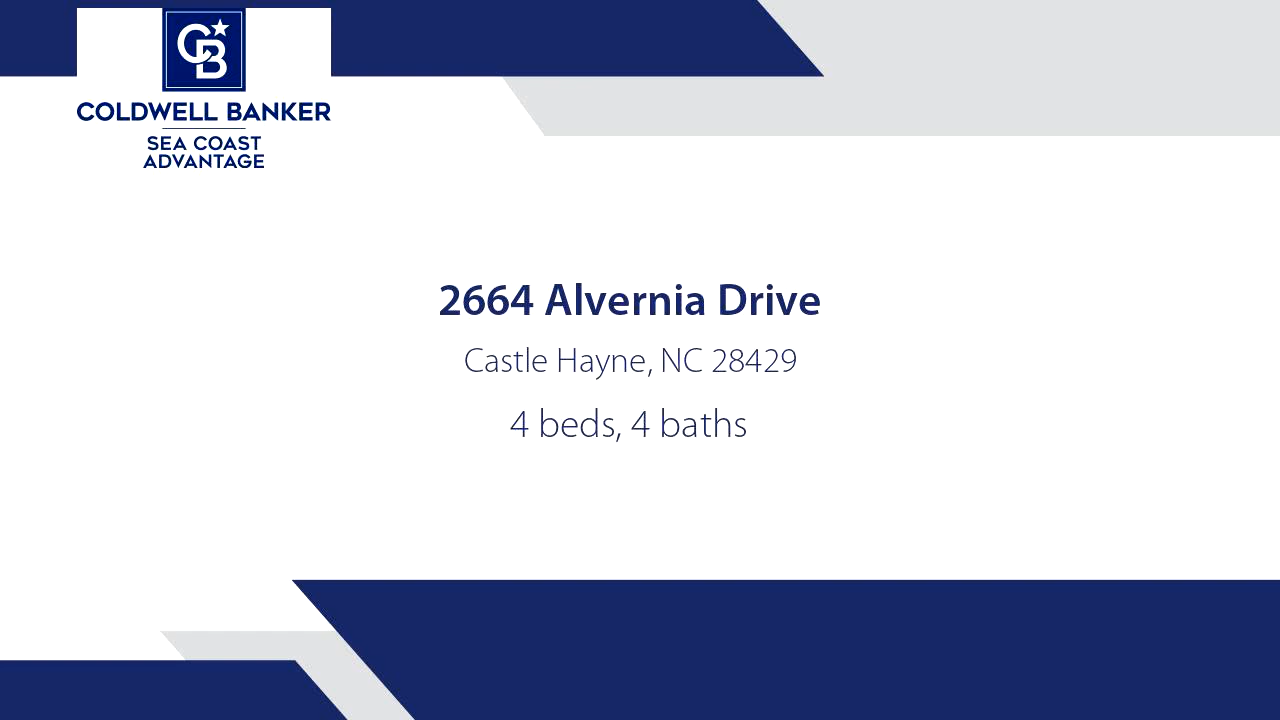 CB
COLDWELL BANKER
SEA COAST
ADVANTAGE
2664 Alvernia Drive
Castle Hayne, NC 28429
4 beds, 4 baths